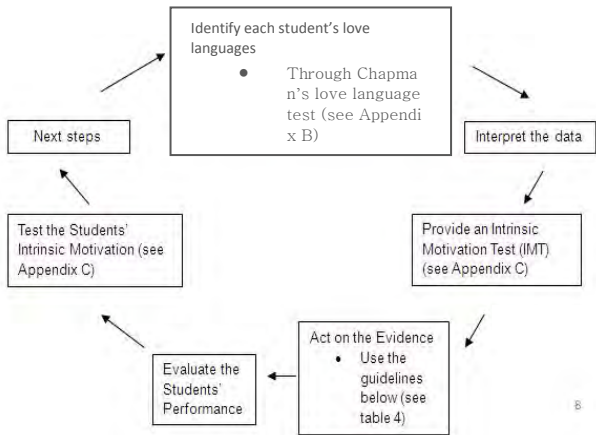 Identify each student's love
languages
• Through Chapma
n's love language
test (see Appendi
x B)
Next steps
Interpret the data
Test the Students'
Intrinsic Motivation (see
Appendix C)
Provide an Intrinsic
Motivation Test (IMT)
(see Appendix C)
Act on the Evidence
• Use the
guidelines
below (see
table 4)
Evaluate the
Students'
Performance
8